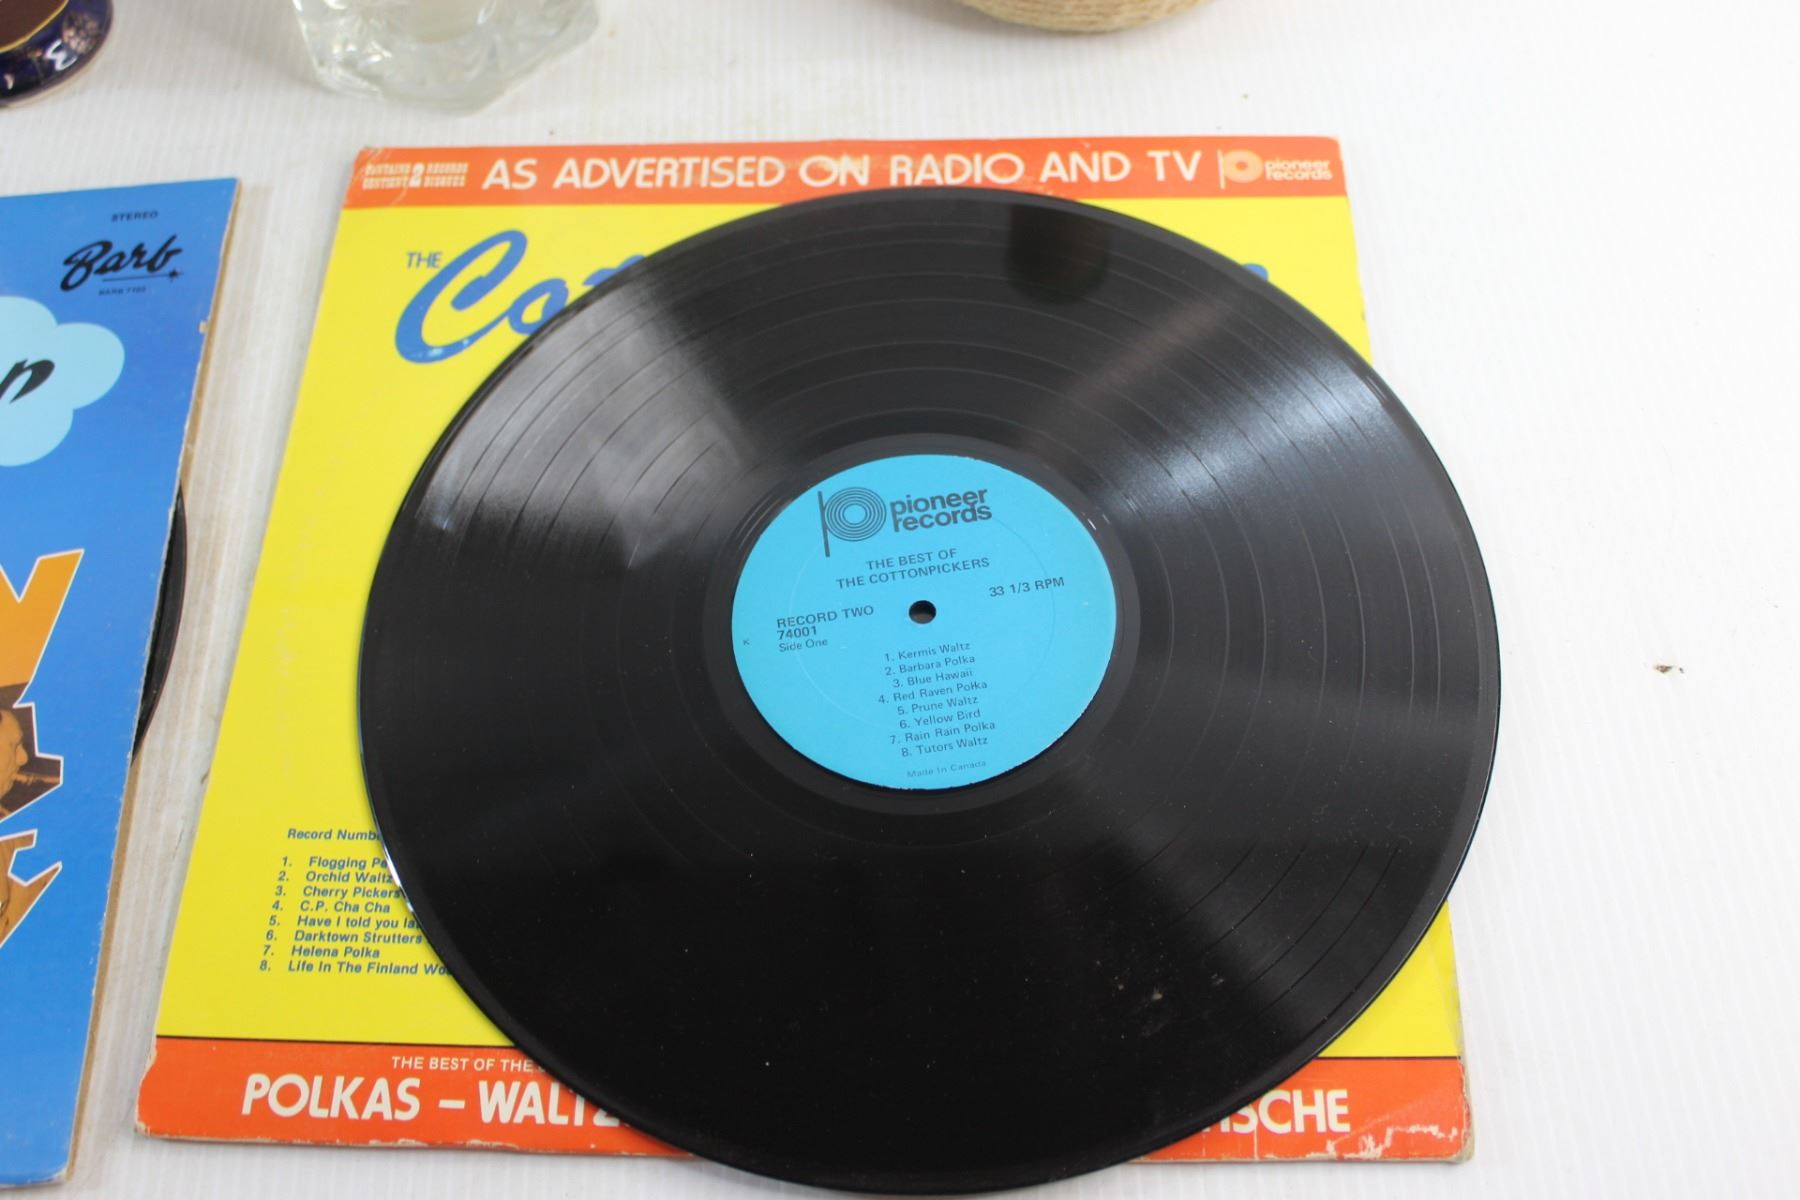 STEREO
Barb
BARB 7102
CONTAINS 2 RECORDS
CONTIENT 2 DISQUES
AS ADVERTISED ON RADIO AND TV
pioneer
records
THE
pioneer
records
THE BEST OF
THE COTTONPICKERS
33 1/3 RPM
RECORD TWO
74001
Side One
K
1. Kermis Waltz
2. Barbara Polka
3. Blue Hawaii
4. Red Raven Polka
5. Prune Waltz
6. Yellow Bird
7. Rain Rain Polka
8. Tutors Waltz
Made In Canada
Record
1. Flogging
2. Orchid Waltz
3. Cherry Pickers
4. C.P. Cha Cha
5. Have I told you
6. Darktown Strutters
7. Helena Polka
8. Life In The Finland
THE BEST OF THE
POLKAS –